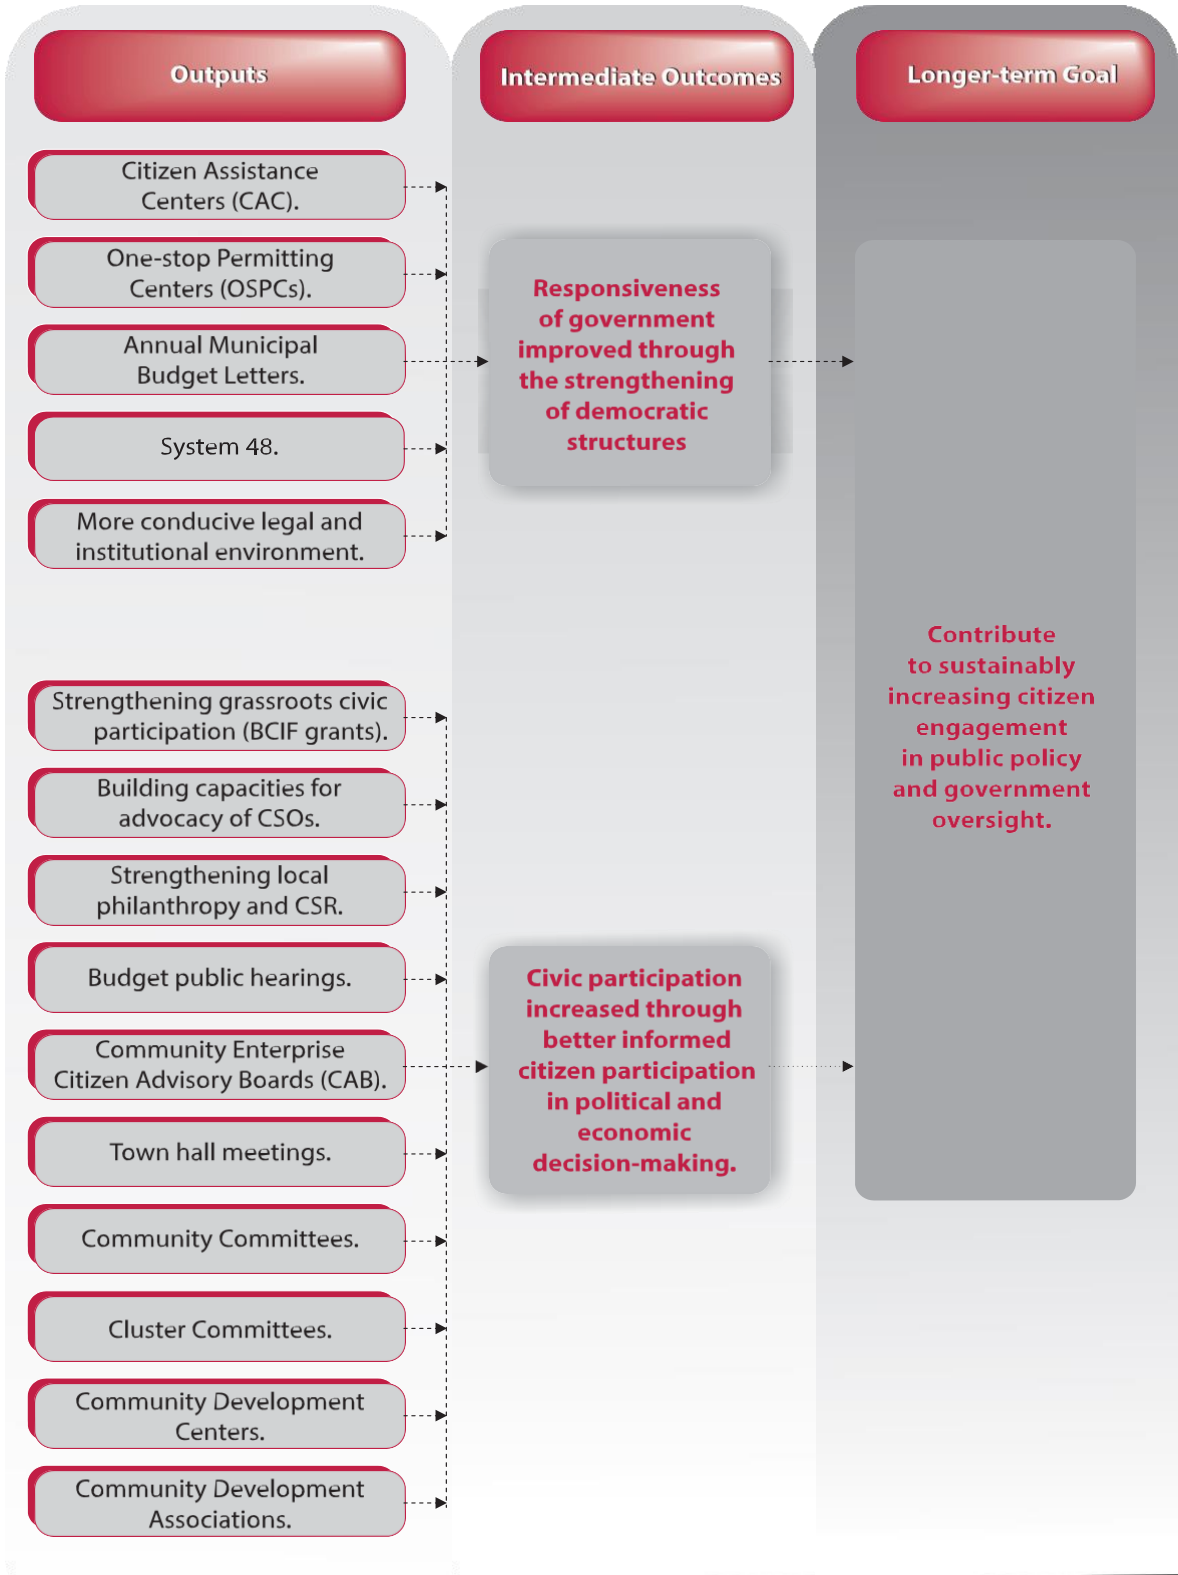 Outputs
Intermediate Outcomes
Longer-term Goal
Citizen Assistance
Centers (CAC).
One-stop Permitting
Centers (OSPCs).
Annual Municipal
Budget Letters.
System 48.
More conducive legal and
institutional environment.
Strengthening grassroots civic
participation (BCIF grants).
Building capacities for
advocacy of CSOs.
Strengthening local
philanthropy and CSR.
Budget public hearings.
Community Enterprise
Citizen Advisory Boards (CAB).
Town hall meetings.
Community Committees.
Cluster Committees.
Community Development
Centers.
Community Development
Associations.
Responsiveness
of government
improved through
the strengthening
of democratic
structures
Civic participation
increased through
better informed
citizen participation
in political and
economic
decision-making.
Contribute
to sustainably
increasing citizen
engagement
in public policy
and government
oversight.